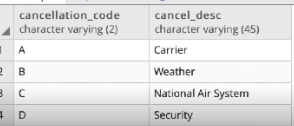 cancellation_code cancel_desc
character varying (2) character varying (45)
1 A Carrier
2 B Weather
3 C National Air System
4 D Security